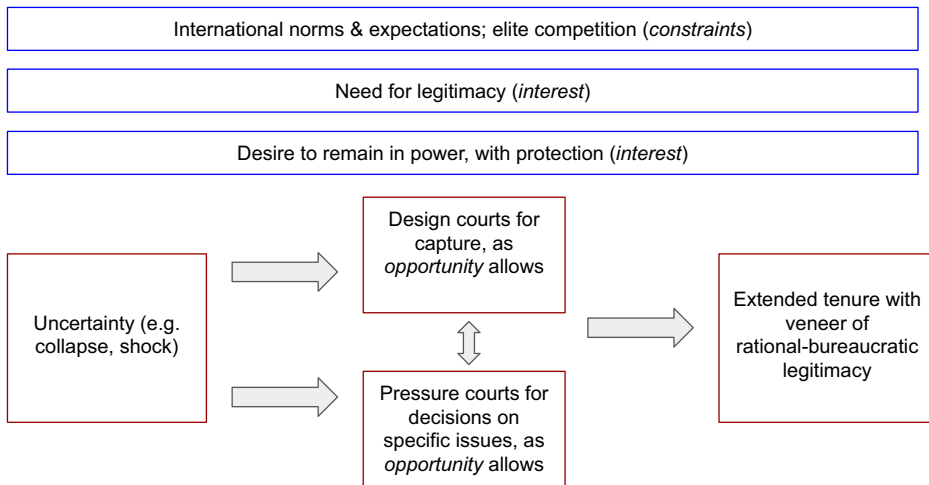 International norms & expectations; elite competition (constraints)
Need for legitimacy (interest)
Desire to remain in power, with protection (interest)
Design courts for
capture, as
opportunity allows
Uncertainty (e.g.
collapse, shock)
Extended tenure with
veneer of
rational-bureaucratic
legitimacy
Pressure courts for
decisions on
specific issues, as
opportunity allows